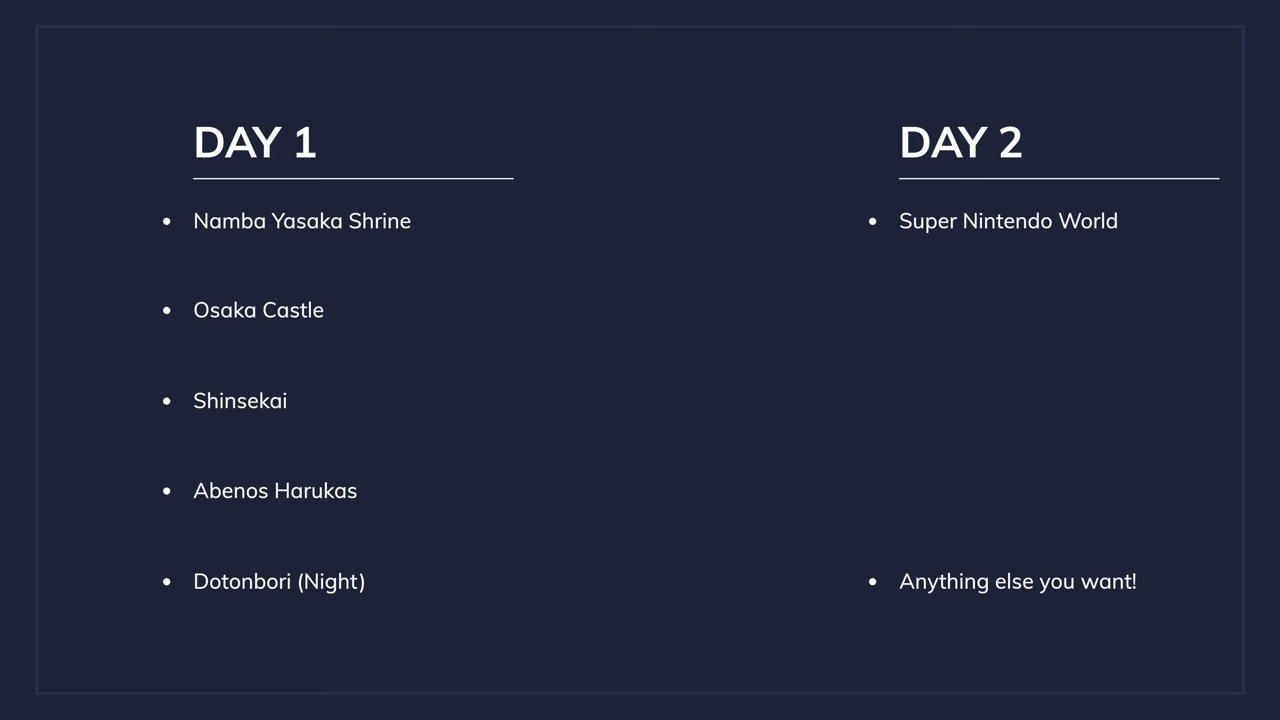 DAY 1
Namba Yasaka Shrine
Osaka Castle
Shinsekai
Abenos Harukas
Dotonbori (Night)
DAY 2
Super Nintendo World
Anything else you want!